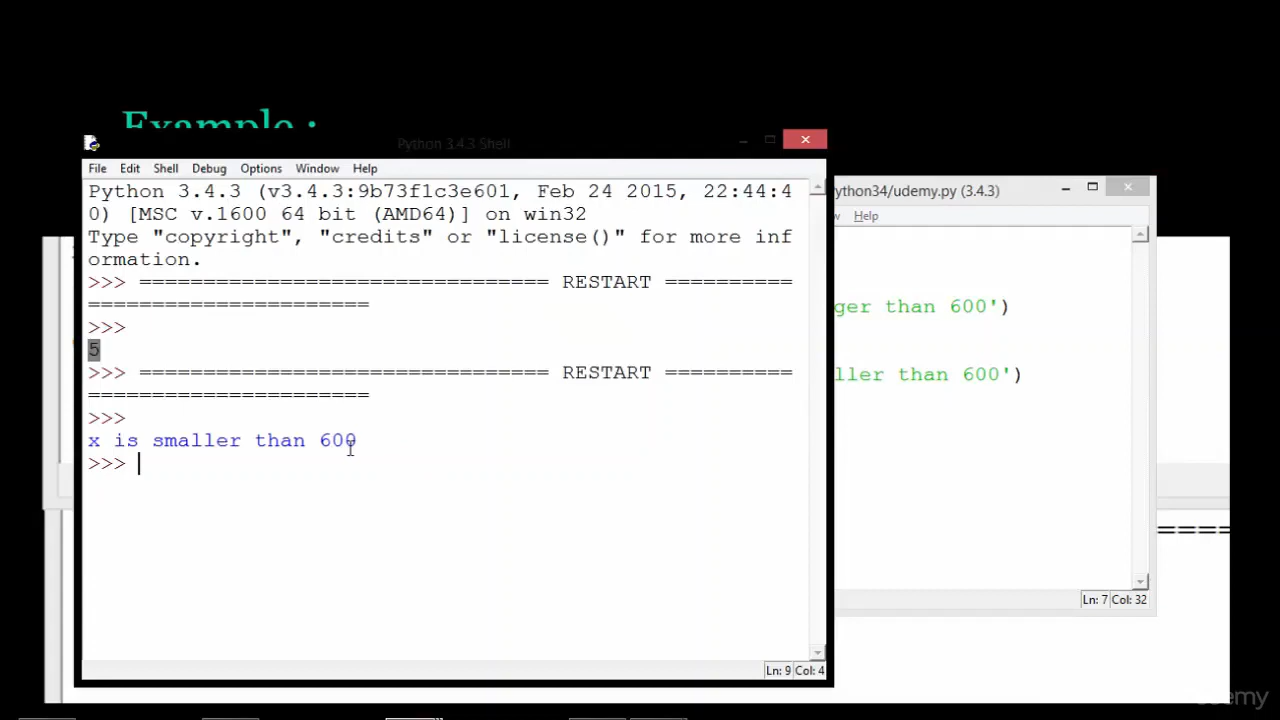 Example :
Python 3.4.3 Shell
File Edit Shell Debug Options Window Help
Python 3.4.3 (v3.4.3:9b73f1c3e601, Feb 24 2015, 22:44:4
0) [MSC v.1600 64 bit (AMD64)] on win32
Type "copyright", "credits" or "license()" for more inf
ormation.
>>> ================================ RESTART ==========
======================
>>>
5
>>> ================================ RESTART ==========
======================
>>>
x is smaller than 600
>>>
Ln: 9 Col: 4
ython34/udemy.py (3.4.3)
w Help
ger than 600')
ller than 600')
Ln: 7 Col: 32
=====
udemy